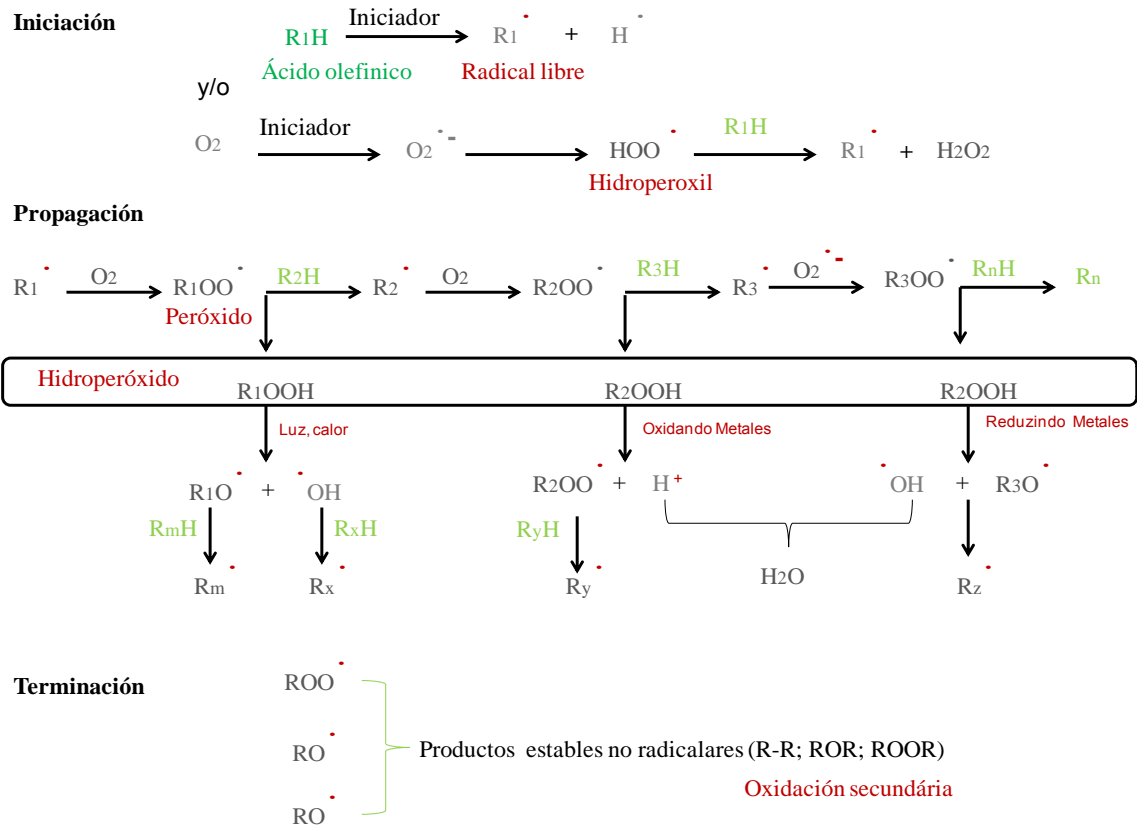 Iniciación
Iniciador
R1H R1˙ + H˙
Ácido olefinico Radical libre
y/o
Iniciador R1H
O2 O2˙- HOO˙ R1˙ + H2O2
Hidroperoxil
Propagación
R1˙ O2 R1OO˙ R2H R2˙ O2 R2OO˙ R3H R3˙ O2˙- R3OO˙ RnH Rn
Peróxido
Hidroperóxido
R1OOH R2OOH R2OOH
Luz, calor Oxidando Metales Reduzindo Metales
R1O˙ + ˙OH R2OO˙ + H+ ˙OH + R3O˙
RmH RxH RyH
H2O
Rm˙ Rx˙ Ry˙ Rz˙
Terminación
ROO˙
RO˙ Productos estables no radicalares (R-R; ROR; ROOR)
Oxidación secundária
RO˙